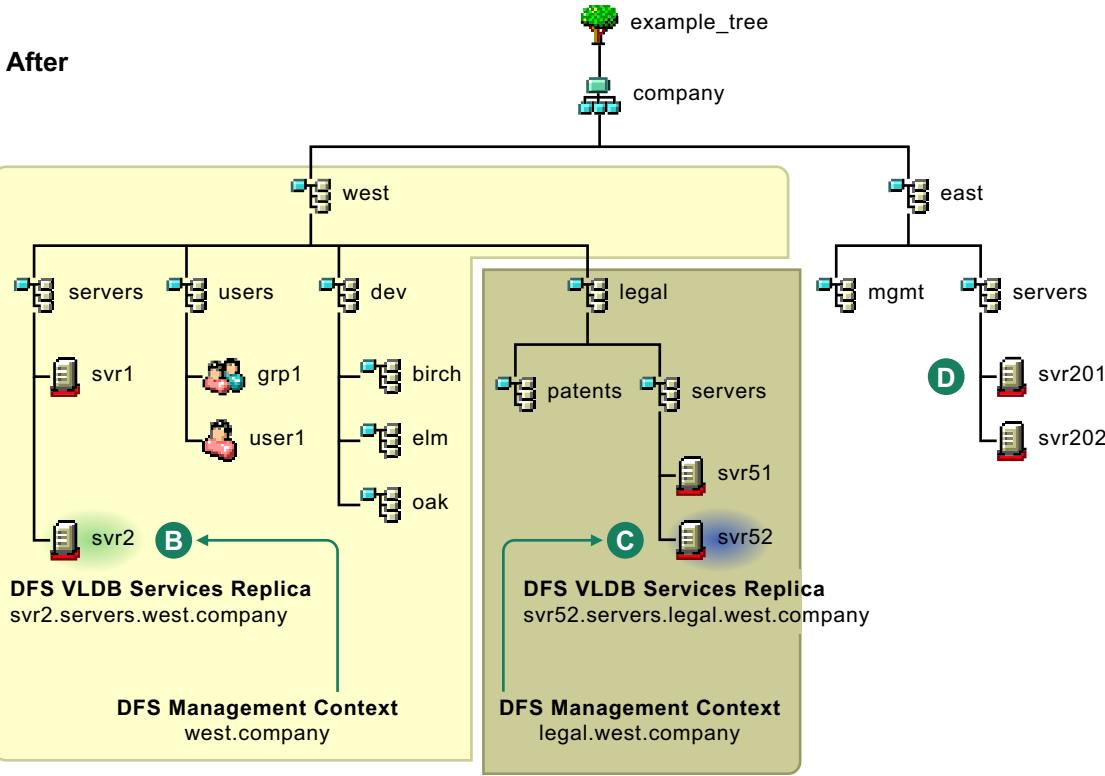 example_tree
After
company
west
east
servers
users
dev
legal
mgmt
servers
svr1
grp1
birch
patents
servers
D
svr201
user1
elm
svr202
svr51
oak
svr2
B
C
svr52
DFS VLDB Services Replica
svr2.servers.west.company
DFS VLDB Services Replica
svr52.servers.legal.west.company
DFS Management Context
west.company
DFS Management Context
legal.west.company